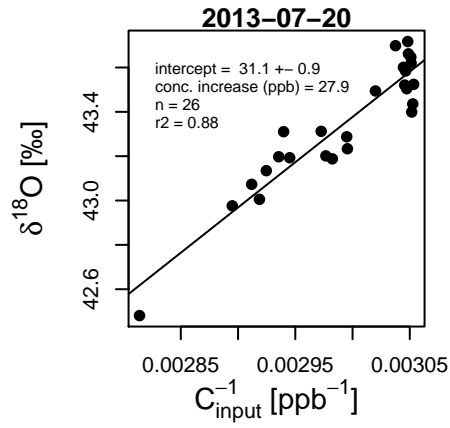 2013−07−20
intercept = 31.1 +− 0.9
conc. increase (ppb) = 27.9
n = 26
r2 = 0.88
δ¹⁸O [‰]
43.4
43.0
42.6
0.00285
0.00295
0.00305
C⁻¹input [ppb⁻¹]